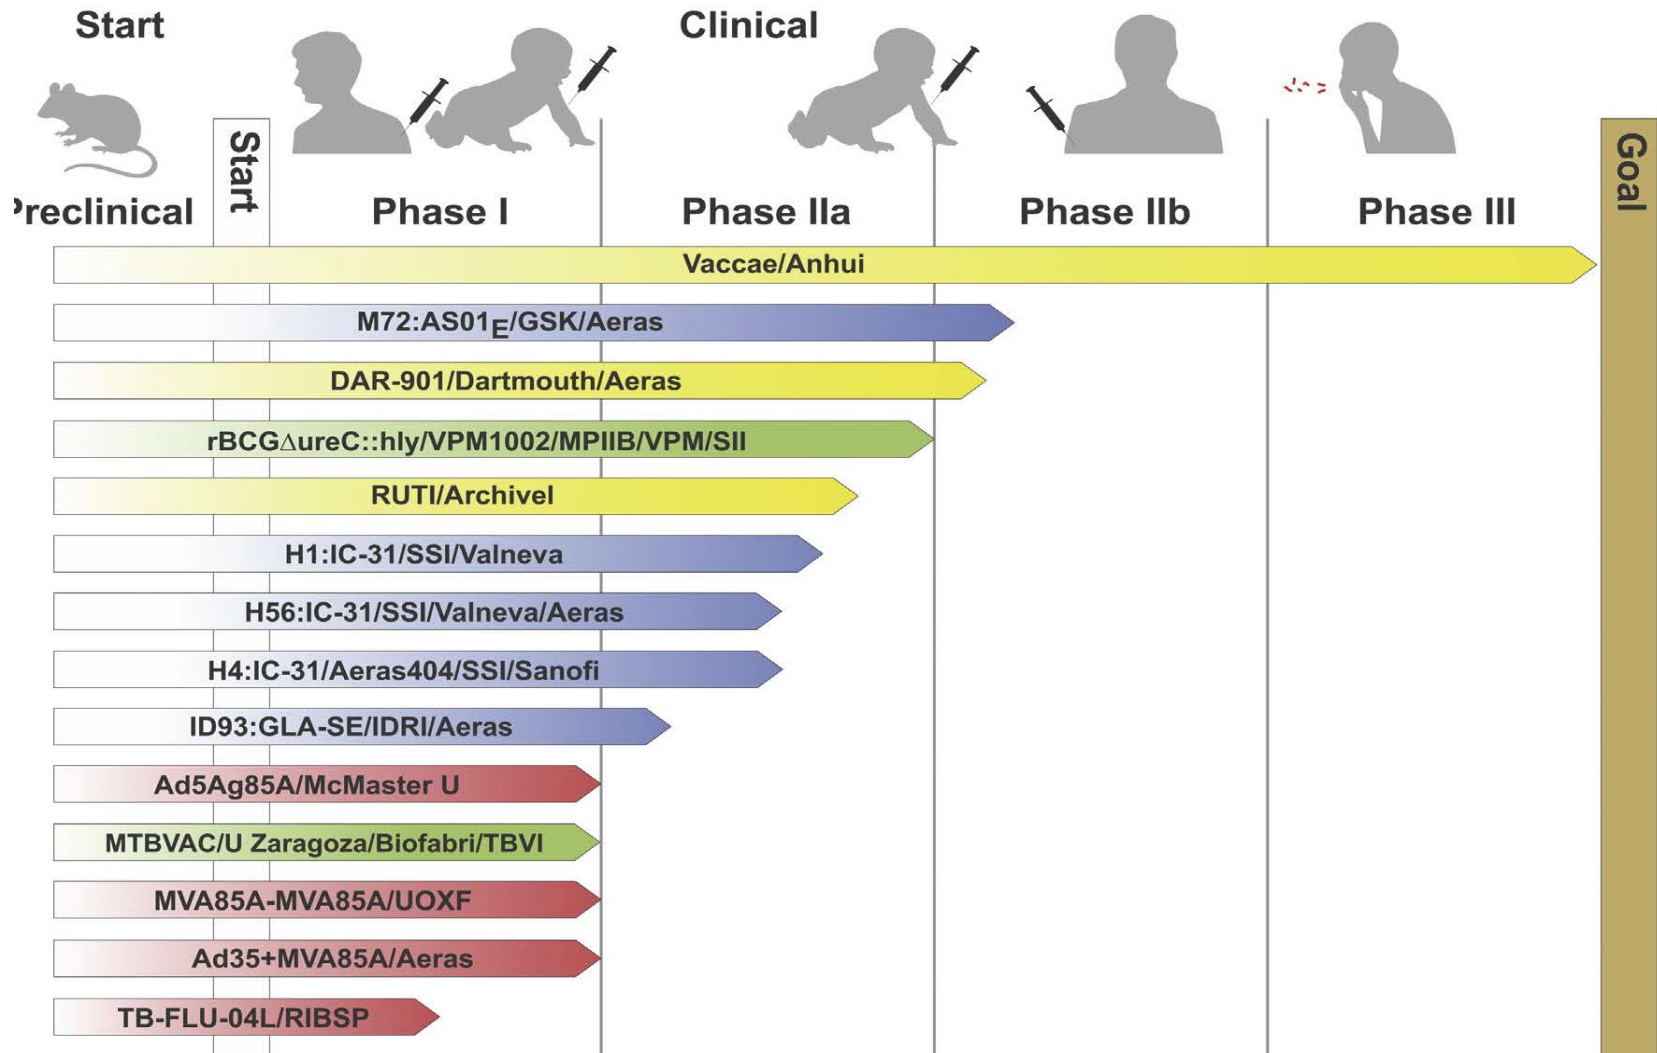 Start
Clinical
Start
Goal
Preclinical
Phase I
Phase IIa
Phase IIb
Phase III
Vaccae/Anhui
M72:AS01E/GSK/Aeras
DAR-901/Dartmouth/Aeras
rBCG∆ureC::hly/VPM1002/MPIIB/VPM/SII
RUTI/Archivel
H1:IC-31/SSI/Valneva
H56:IC-31/SSI/Valneva/Aeras
H4:IC-31/Aeras404/SSI/Sanofi
ID93:GLA-SE/IDRI/Aeras
Ad5Ag85A/McMaster U
MTBVAC/U Zaragoza/Biofabri/TBVI
MVA85A-MVA85A/UOXF
Ad35+MVA85A/Aeras
TB-FLU-04L/RIBSP